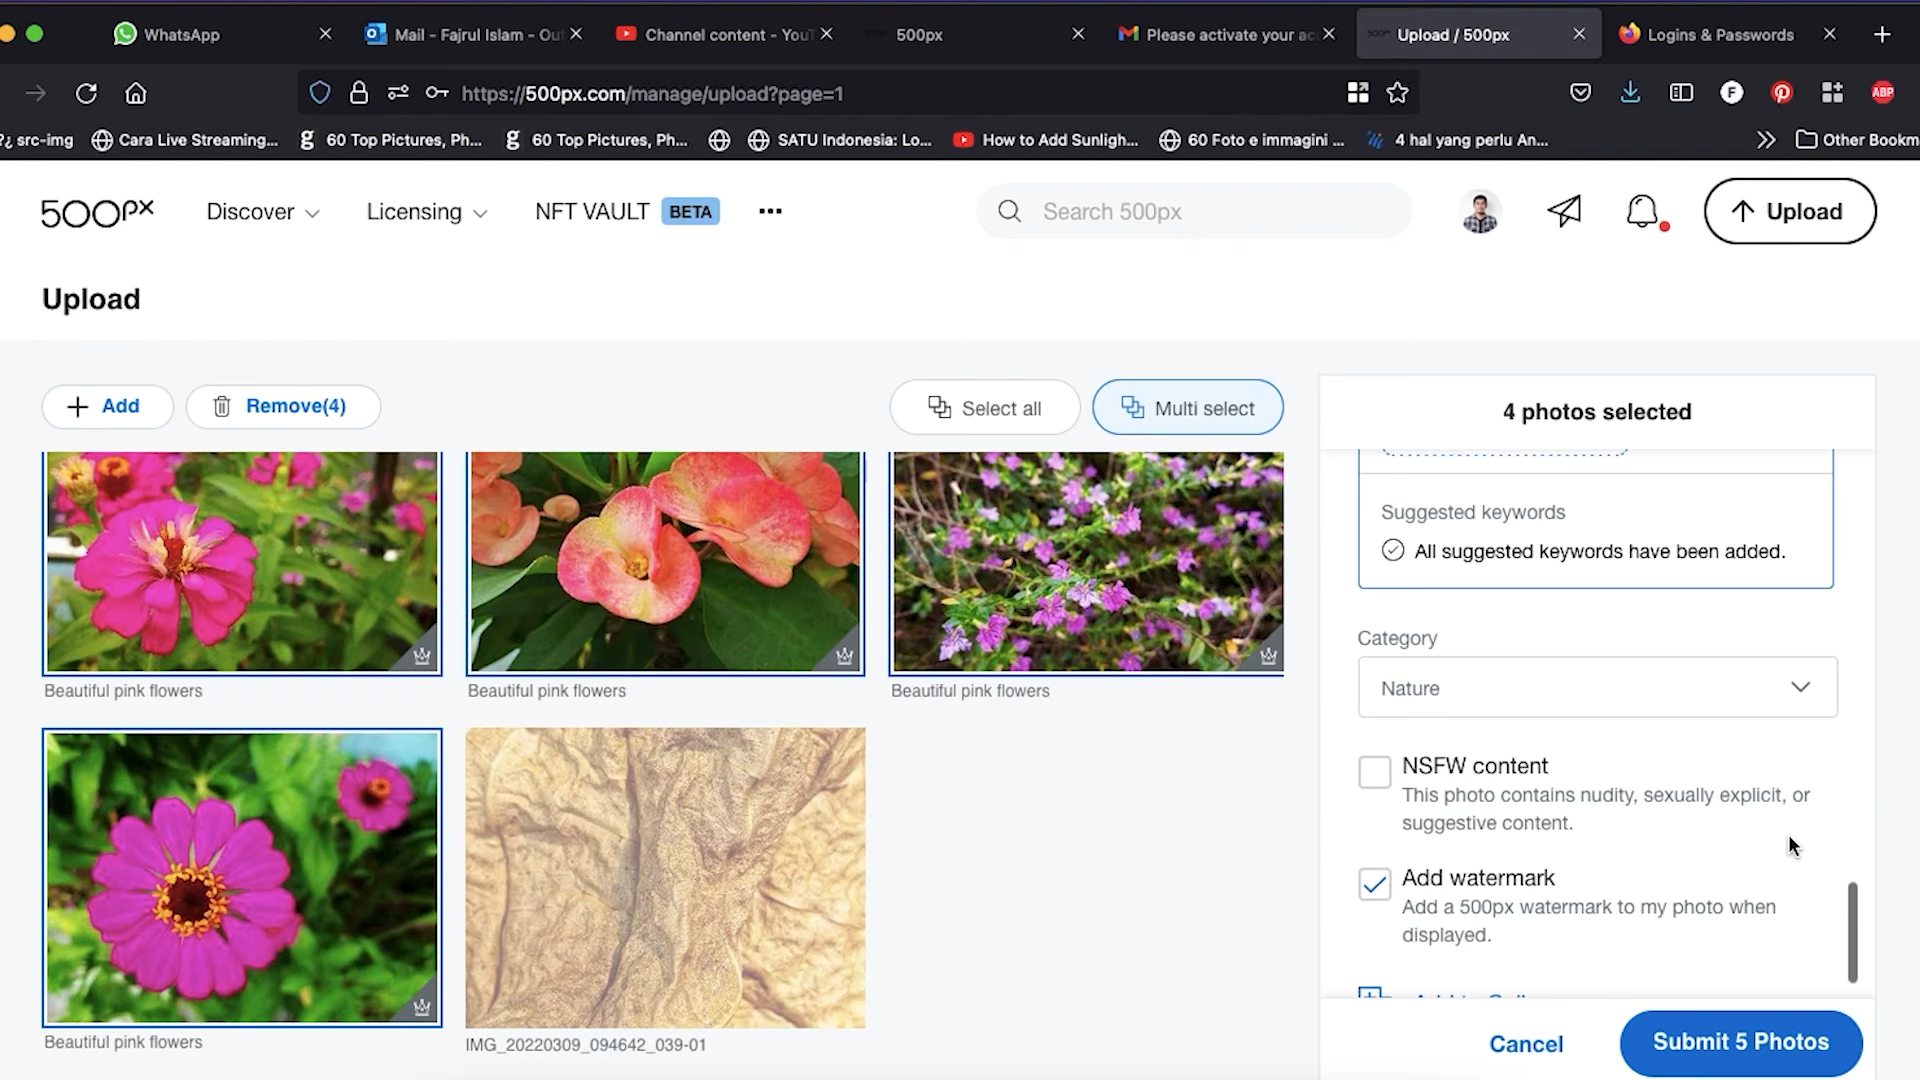 WhatsApp
Mail - Fajrul Islam - Out
Channel content - YouT
500px
Please activate your ac
Upload / 500px
Logins & Passwords
https://500px.com/manage/upload?page=1
F
ABP
src-img
Cara Live Streaming...
60 Top Pictures, Ph...
60 Top Pictures, Ph...
SATU Indonesia: Lo...
How to Add Sunligh...
60 Foto e immagini ...
4 hal yang perlu An...
Other Bookm
500px
Discover
Licensing
NFT VAULT BETA
Search 500px
Upload
Upload
Add
Remove(4)
Select all
Multi select
4 photos selected
Suggested keywords
All suggested keywords have been added.
Category
Nature
Beautiful pink flowers
Beautiful pink flowers
Beautiful pink flowers
NSFW content
This photo contains nudity, sexually explicit, or
suggestive content.
Add watermark
Add a 500px watermark to my photo when
displayed.
Beautiful pink flowers
IMG_20220309_094642_039-01
Cancel
Submit 5 Photos